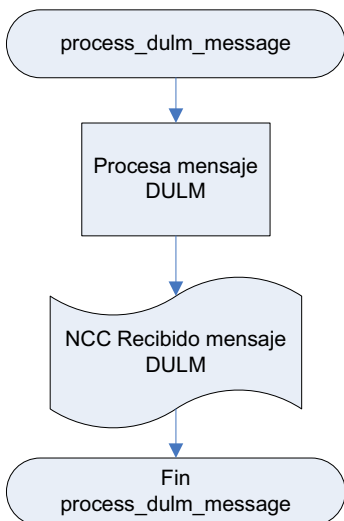 process_dulm_message
Procesa mensaje
DULM
NCC Recibido mensaje
DULM
Fin
process_dulm_message